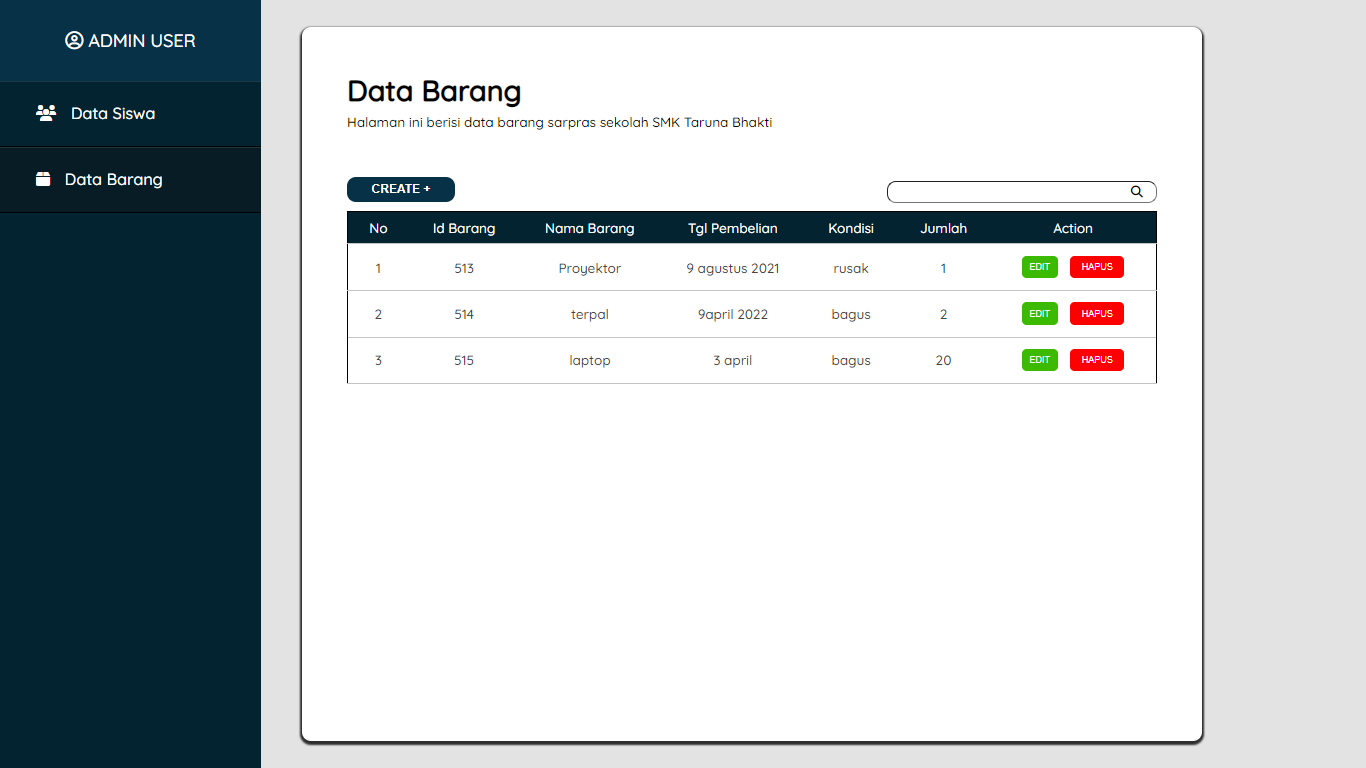 ADMIN USER
Data Siswa
Data Barang
Data Barang
Halaman ini berisi data barang sarpras sekolah SMK Taruna Bhakti
CREATE +
No Id Barang Nama Barang Tgl Pembelian Kondisi Jumlah Action
1 513 Proyektor 9 agustus 2021 rusak 1 EDIT HAPUS
2 514 terpal 9april 2022 bagus 2 EDIT HAPUS
3 515 laptop 3 april bagus 20 EDIT HAPUS